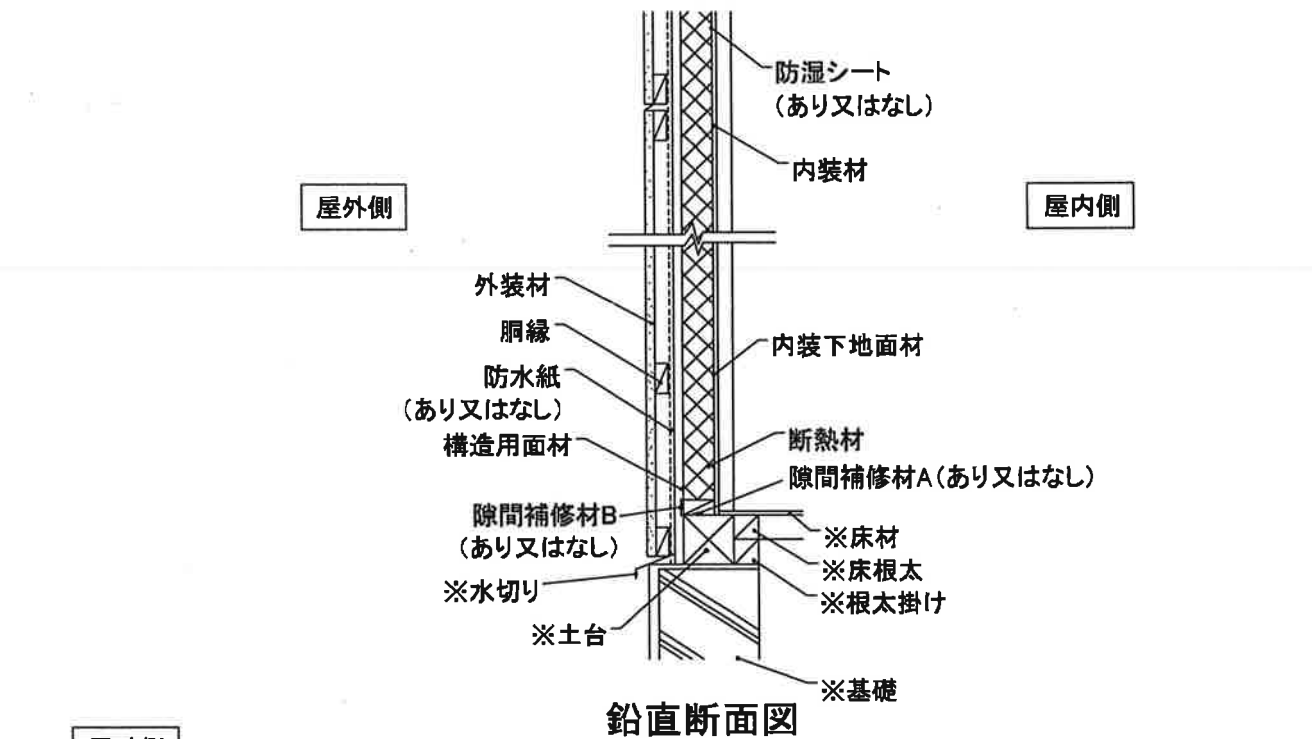 防湿シート
(あり又はなし)
内装材
屋外側
屋内側
外装材
胴縁
内装下地面材
防水紙
(あり又はなし)
構造用面材
断熱材
隙間補修材A(あり又はなし)
隙間補修材B
(あり又はなし)
※床材
※床根太
※水切り
※根太掛け
※土台
※基礎
鉛直断面図